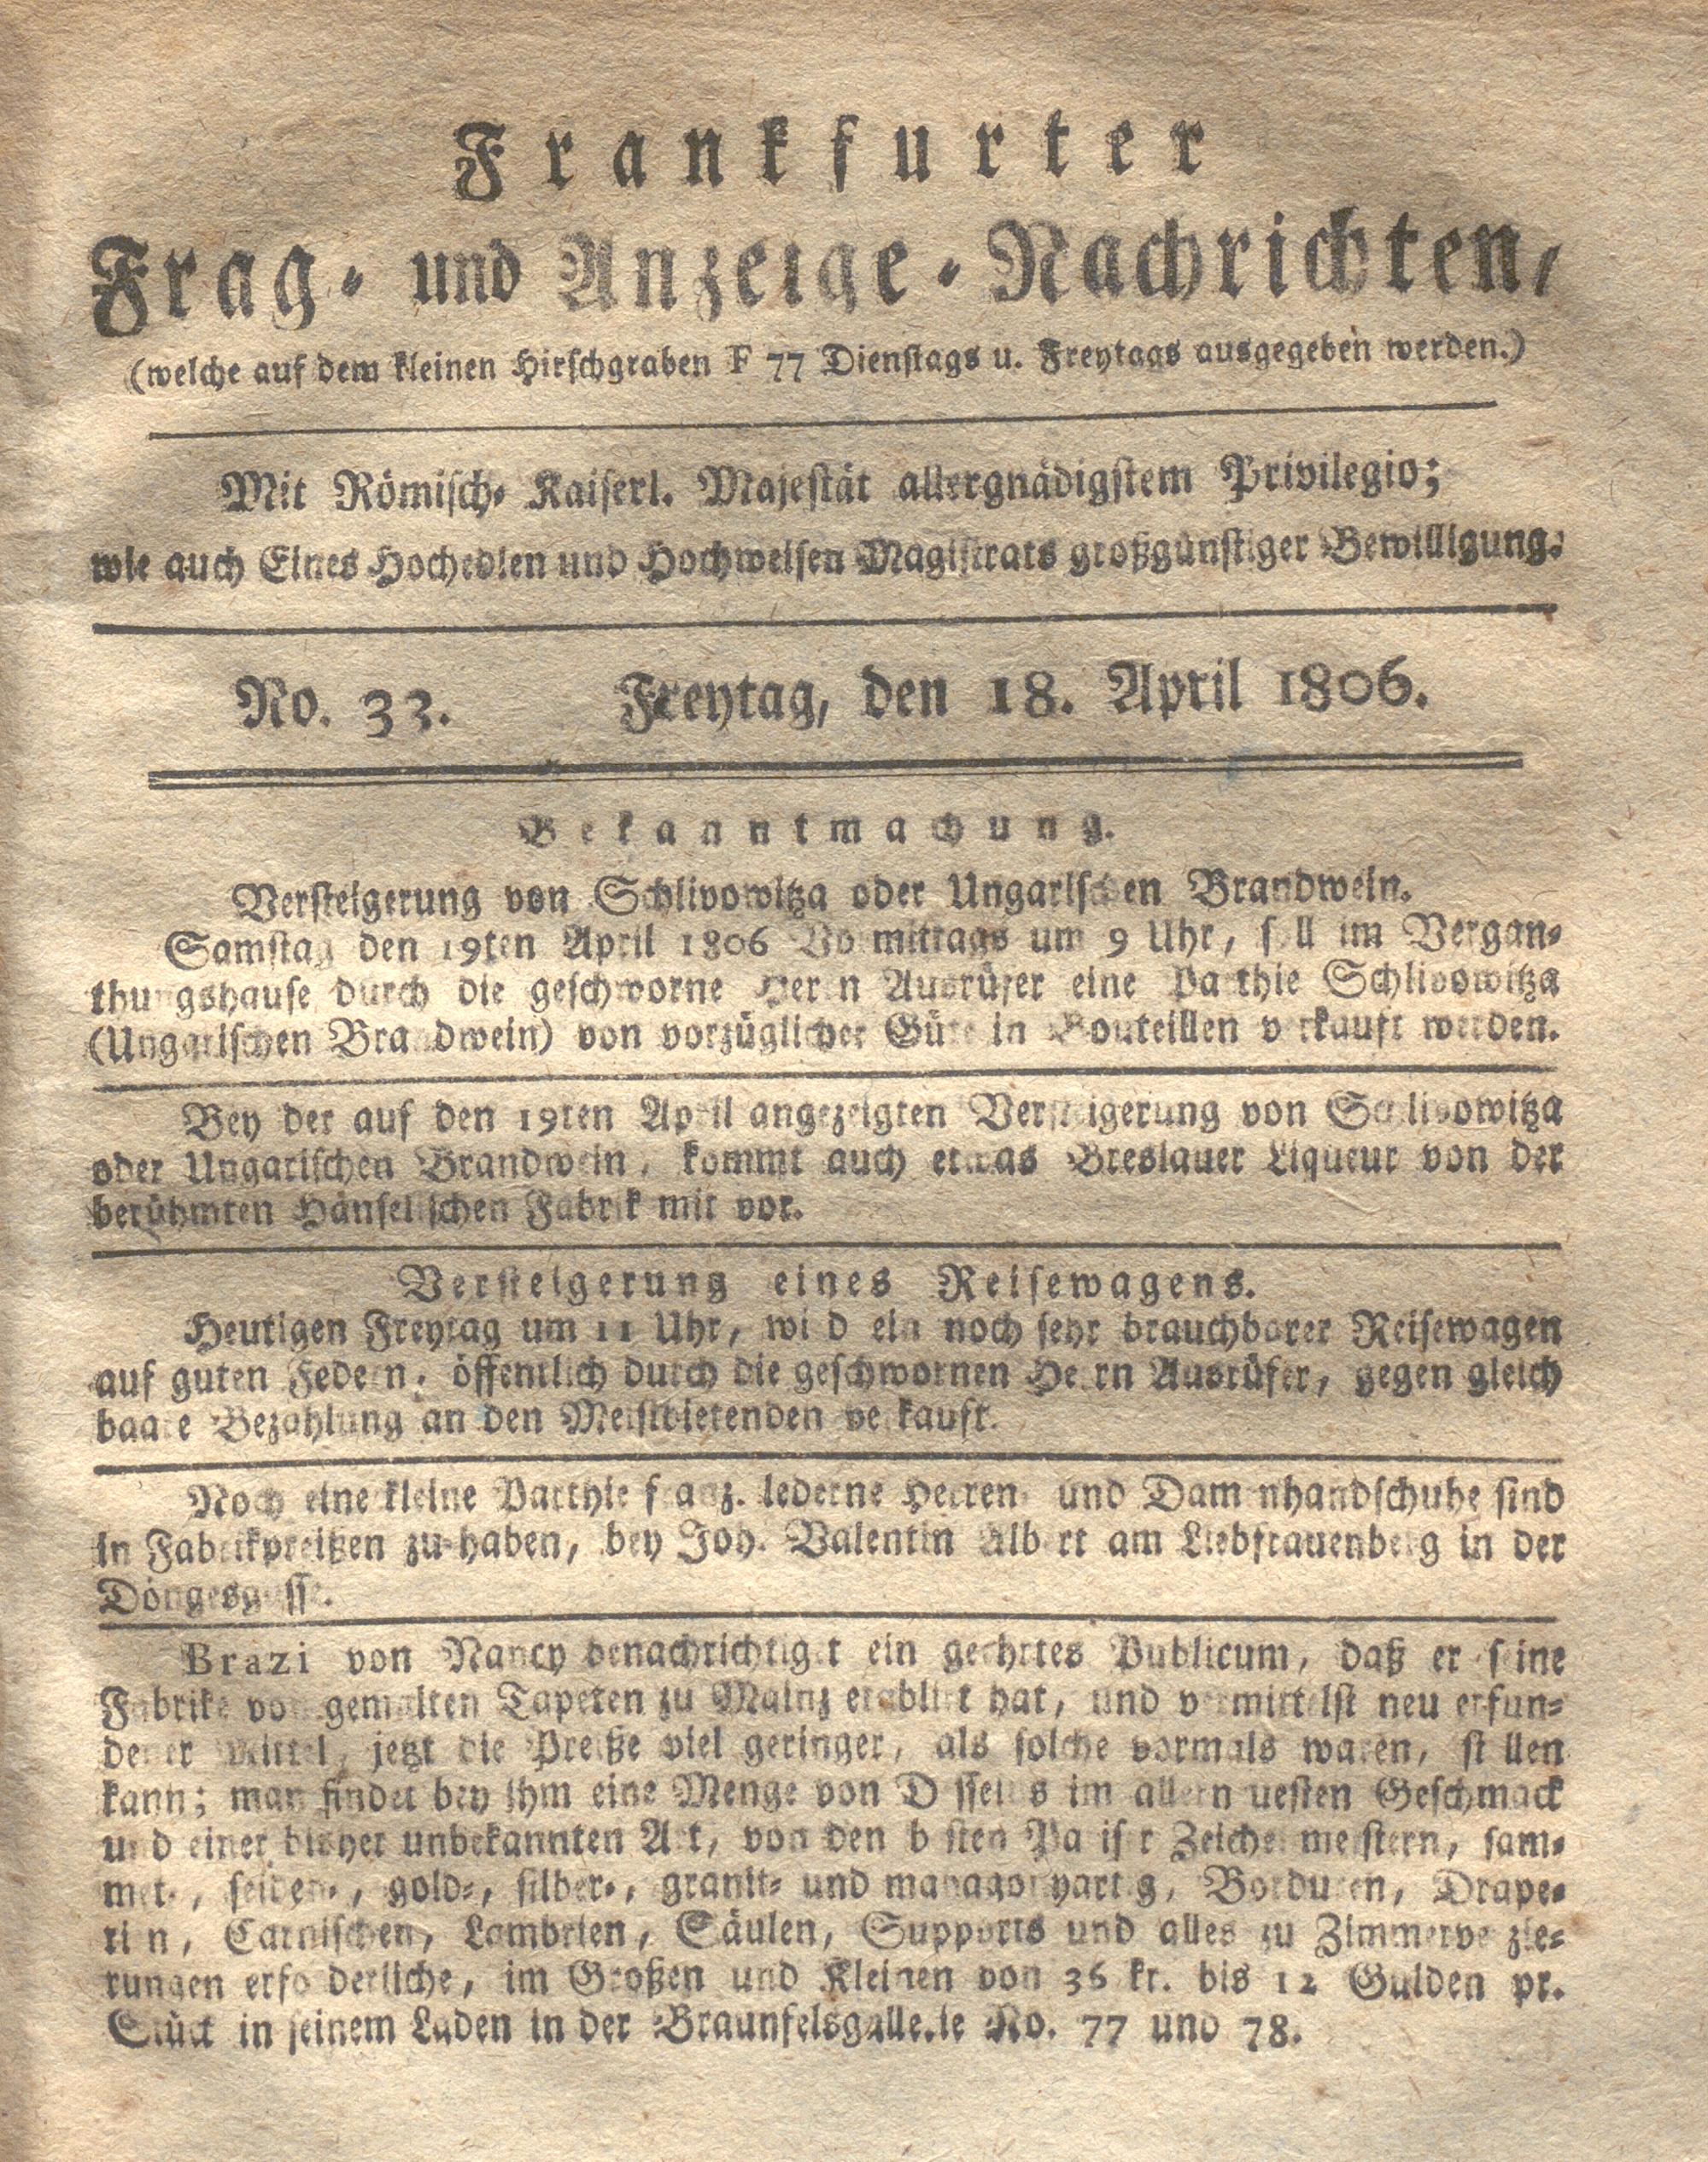 Frankfurter
Frag- und Anzeige-Nachrichten,
(welche auf dem kleinen Hirschgraben F 77 Dienstags u. Freytags ausgegeben werden.)
Mit Römisch- Kaiserl. Majestät allergnädigstem Privilegio;
wie auch Eines Hochedlen und Hochweisen Magistrats großgünstiger Bewilligung.
No. 33. Freytag, den 18. April 1806.
Bekanntmachung.
Versteigerung von Schlivowitza oder Ungarischen Brandwein.
Samstag den 19ten April 1806 Vormittags um 9 Uhr, soll im Vergan-
thungshause durch die geschworne Herren Ausrüfer eine Parthie Schlivowitza
(Ungarischen Brandwein) von vorzüglicher Güte in Bouteillen verkauft werden.
Bey der auf den 19ten April angezeigten Versteigerung von Schlivowitza
oder Ungarischen Brandwein, kommt auch etwas Breslauer Liqueur von der
berühmten Hänselischen Fabrik mit vor.
Versteigerung eines Reisewagens.
Heutigen Freytag um 11 Uhr, wird ein noch sehr brauchbarer Reisewagen
auf guten Federn, öffentlich durch die geschwornen Herrn Ausrüfer, gegen gleich
baare Bezahlung an den Meistbietenden verkauft.
Noch eine kleine Parthie franz. lederne Herren- und Damenhandschuhe sind
in Fabrikpreißen zu haben, bey Joh. Valentin Albert am Liebfrauenberg in der
Döngesgasse.
Brazi von Nancy benachrichtiget ein geehrtes Publicum, daß er seine
Fabrike von gemalten Tapeten zu Mainz etablirt hat, und vermittelst neu erfun-
dener Mittel, jetzt die Preiße viel geringer, als solche vormals waren, stellen
kann; man findet bey ihm eine Menge von Desseins im allerneuesten Geschmack
und einer bisher unbekannten Art, von den besten Pariser Zeichenmeistern, sam-
met-, seiden-, gold-, silber-, granit- und mahagonyartig, Borduren, Drape-
rien, Carnischen, Lambrien, Säulen, Supports und alles zu Zimmerverzie-
rungen erforderliche, im Großen und Kleinen von 36 kr. bis 12 Gulden pr.
Stück in seinem Laden in der Braunfelsgallerie No. 77 und 78.